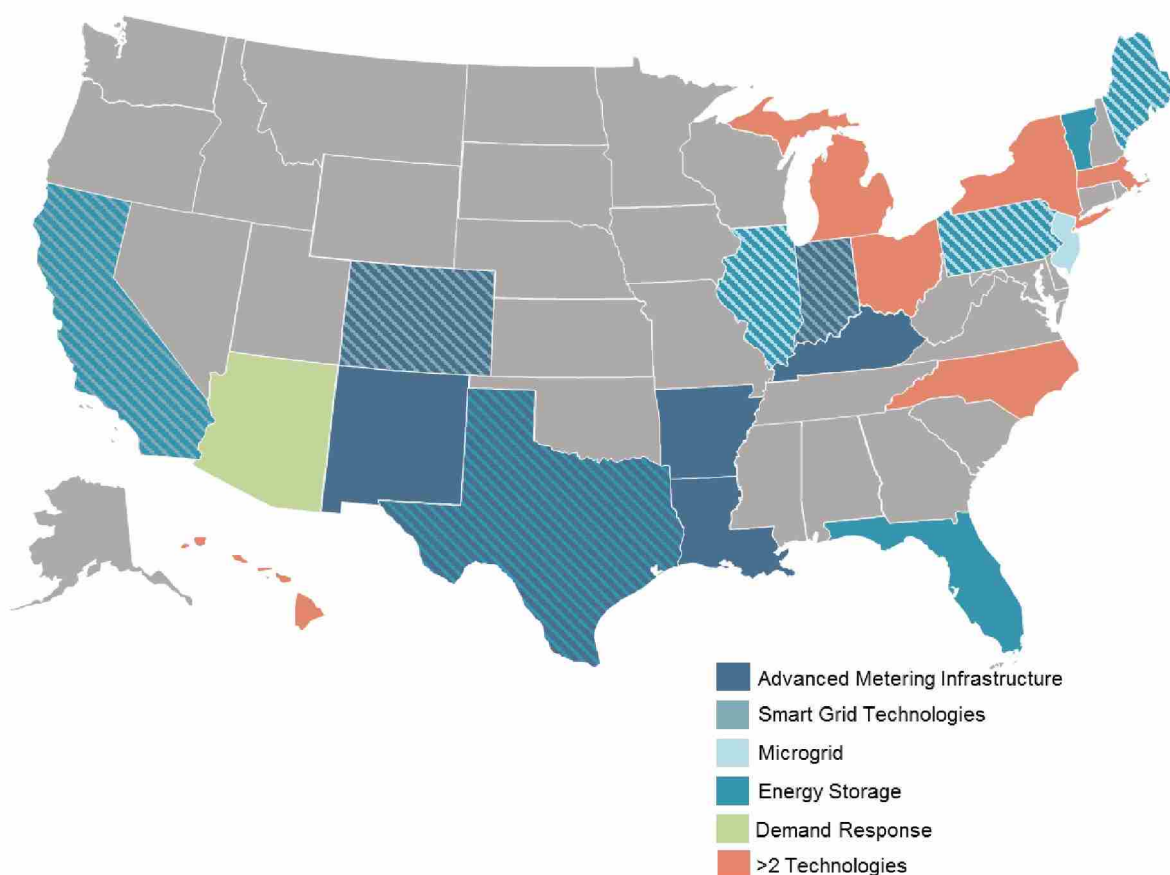 Advanced Metering Infrastructure
Smart Grid Technologies
Microgrid
Energy Storage
Demand Response
>2 Technologies